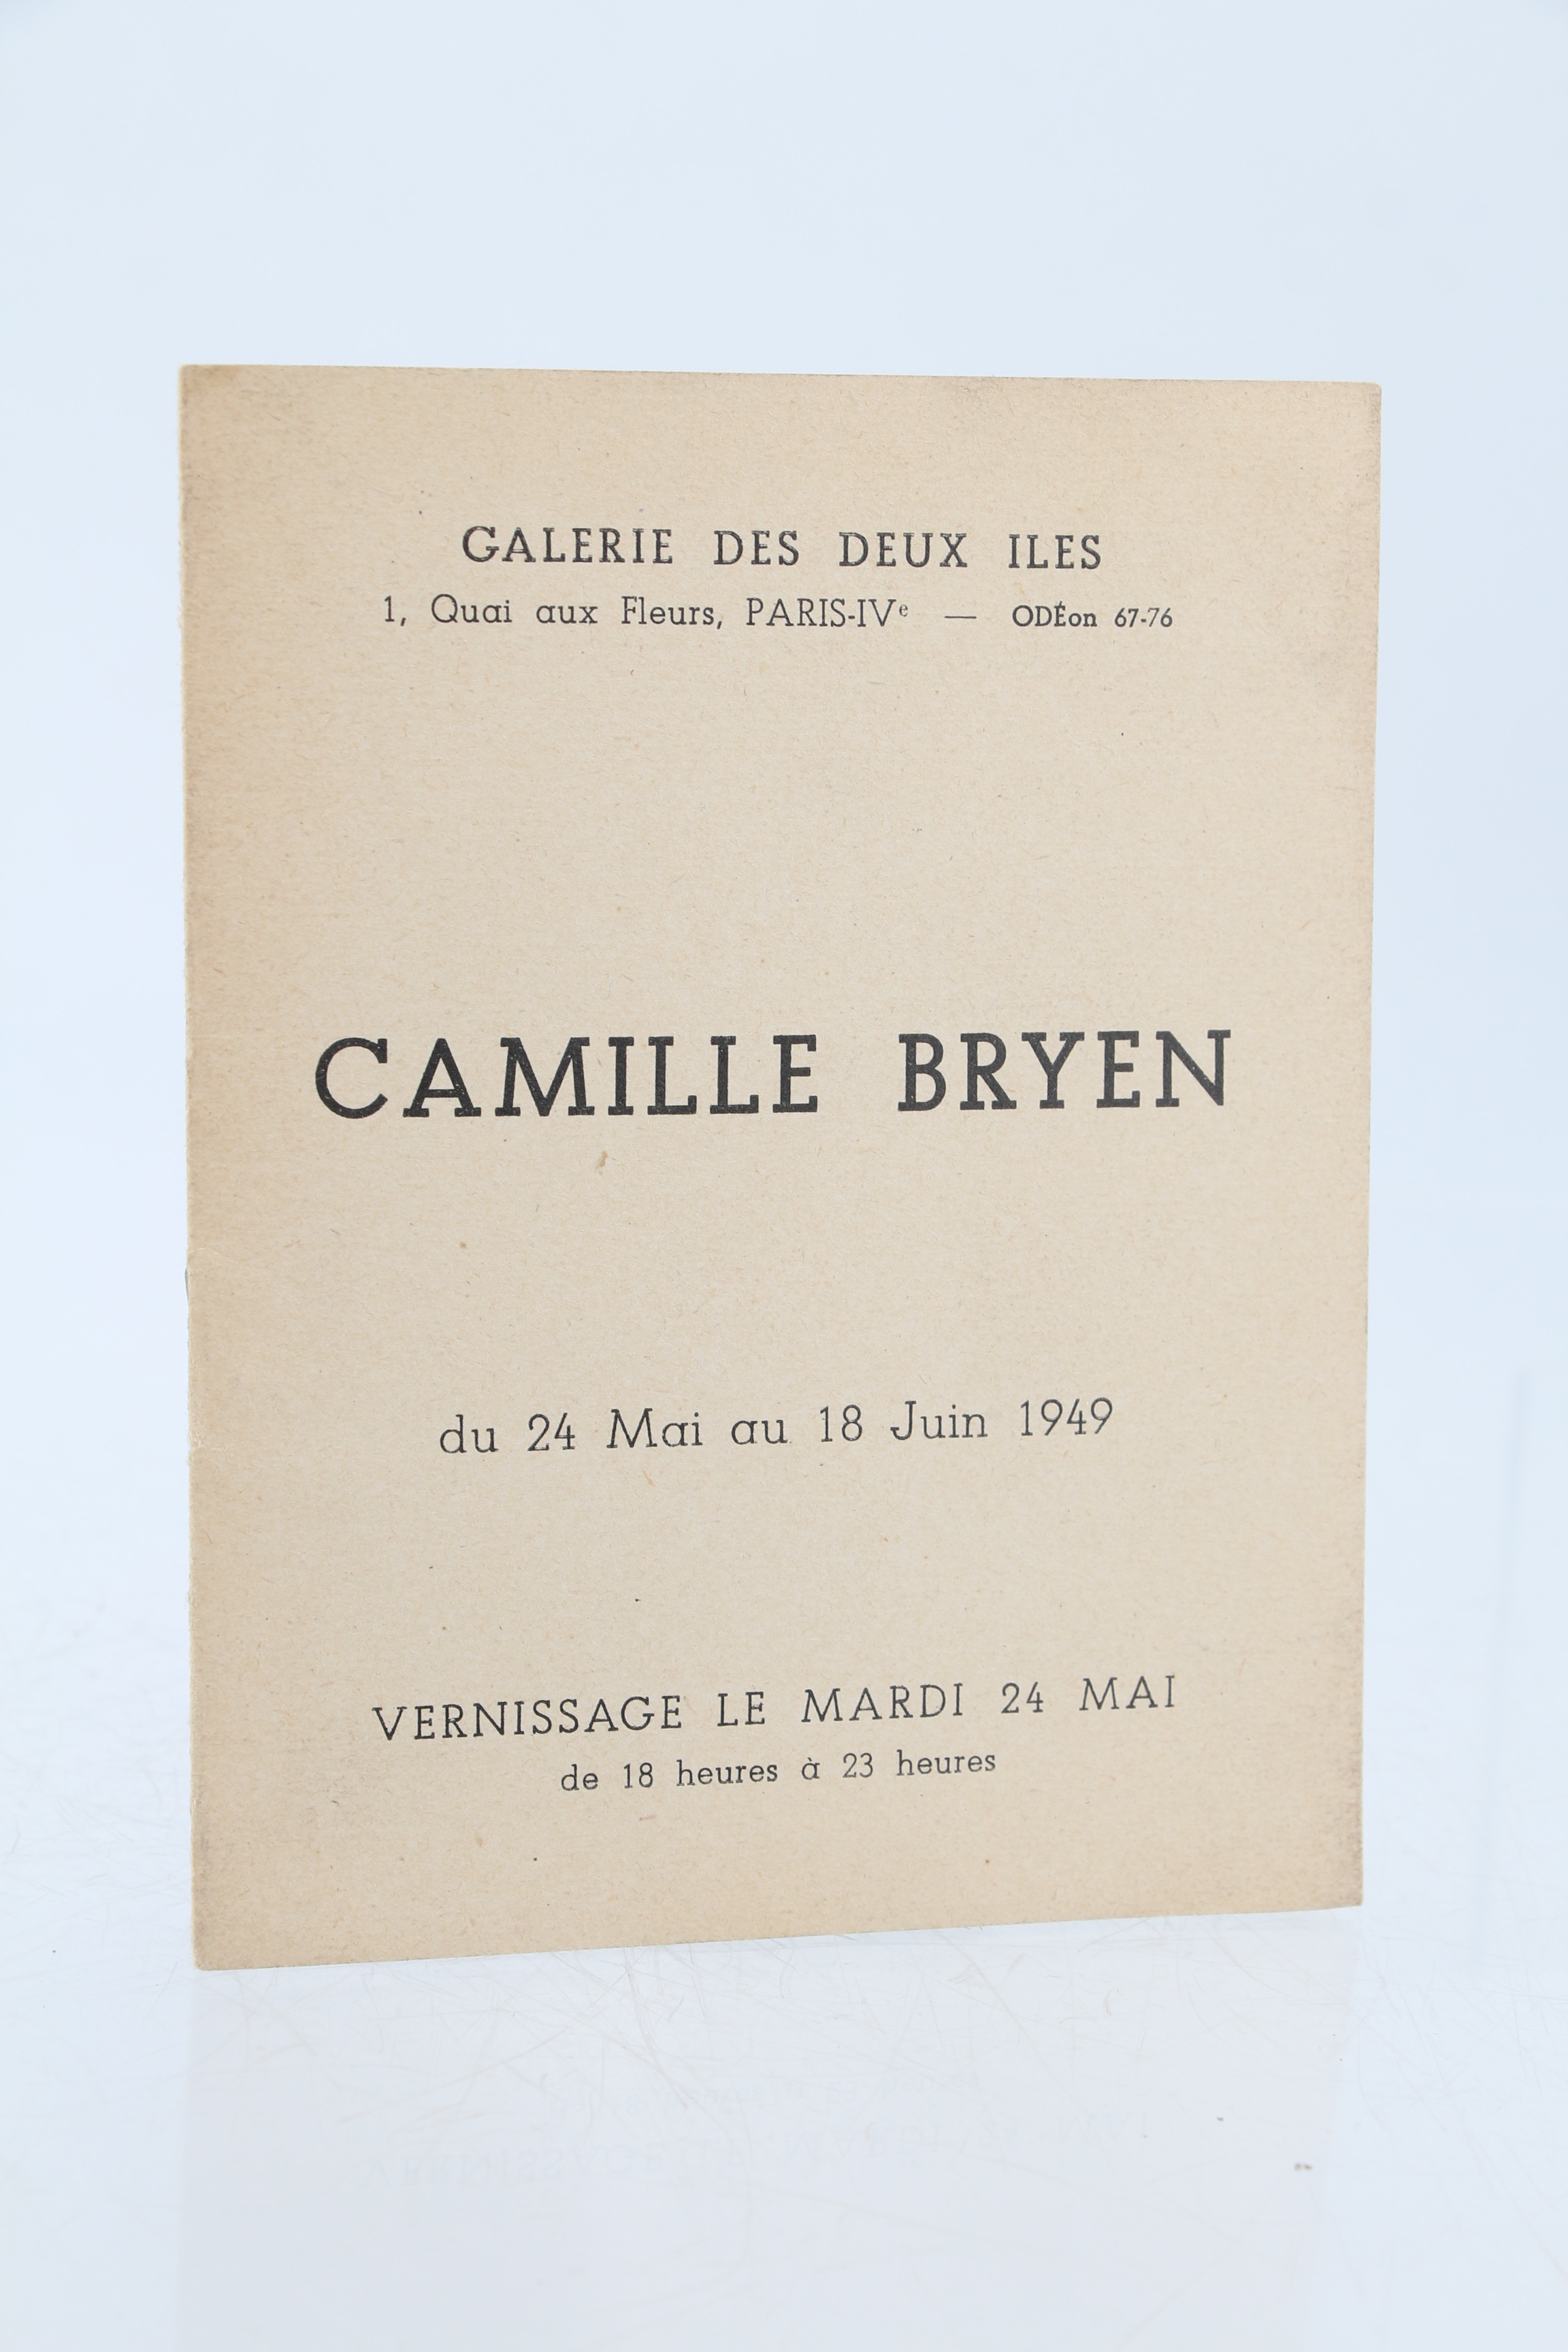 GALERIE DES DEUX ILES
1, Quai aux Fleurs, PARIS-IVe — ODÉon 67-76
CAMILLE BRYEN
du 24 Mai au 18 Juin 1949
VERNISSAGE LE MARDI 24 MAI
de 18 heures à 23 heures